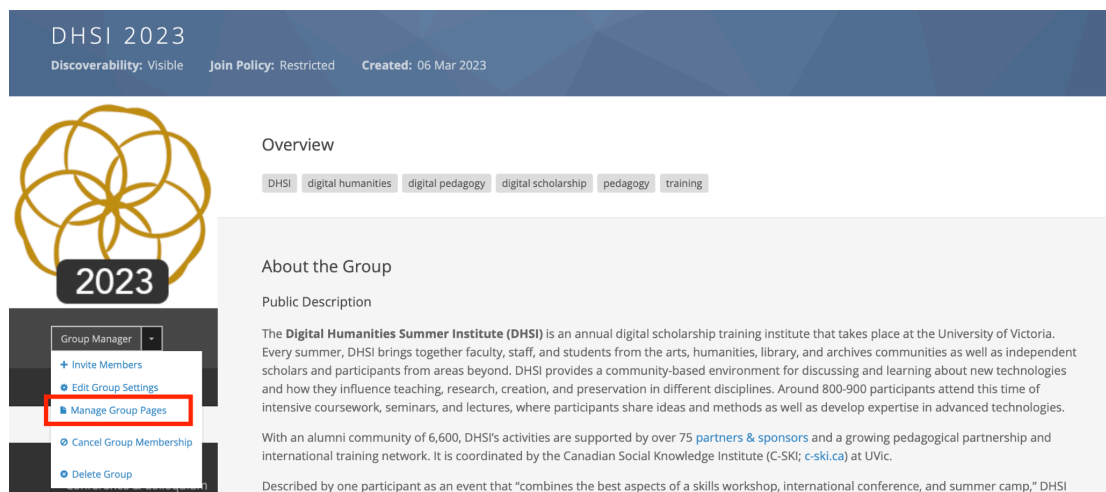 DHSI 2023
Discoverability: Visible Join Policy: Restricted Created: 06 Mar 2023
2023
Group Manager
+ Invite Members
Edit Group Settings
Manage Group Pages
Cancel Group Membership
Delete Group
Overview
DHSI digital humanities digital pedagogy digital scholarship pedagogy training
About the Group
Public Description
The Digital Humanities Summer Institute (DHSI) is an annual digital scholarship training institute that takes place at the University of Victoria.
Every summer, DHSI brings together faculty, staff, and students from the arts, humanities, library, and archives communities as well as independent
scholars and participants from areas beyond. DHSI provides a community-based environment for discussing and learning about new technologies
and how they influence teaching, research, creation, and preservation in different disciplines. Around 800-900 participants attend this time of
intensive coursework, seminars, and lectures, where participants share ideas and methods as well as develop expertise in advanced technologies.
With an alumni community of 6,600, DHSI's activities are supported by over 75 partners & sponsors and a growing pedagogical partnership and
international training network. It is coordinated by the Canadian Social Knowledge Institute (C-SKI; c-ski.ca) at UVic.
Described by one participant as an event that "combines the best aspects of a skills workshop, international conference, and summer camp," DHSI